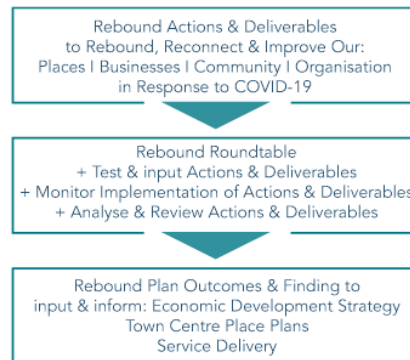 Rebound Actions & Deliverables
to Rebound, Reconnect & Improve Our:
Places I Businesses I Community I Organisation
in Response to COVID-19
Rebound Roundtable
+ Test & input Actions & Deliverables
+ Monitor Implementation of Actions & Deliverables
+ Analyse & Review Actions & Deliverables
Rebound Plan Outcomes & Finding to
input & inform: Economic Development Strategy
Town Centre Place Plans
Service Delivery